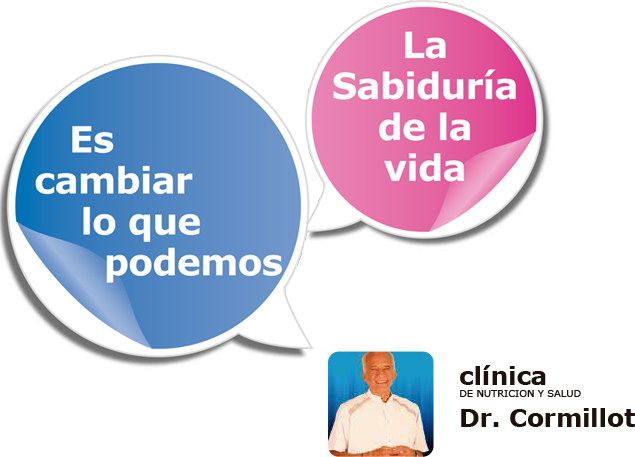 La
Sabiduría
de la
vida
Es
cambiar
lo que
podemos
clínica
DE NUTRICION Y SALUD
Dr. Cormillot